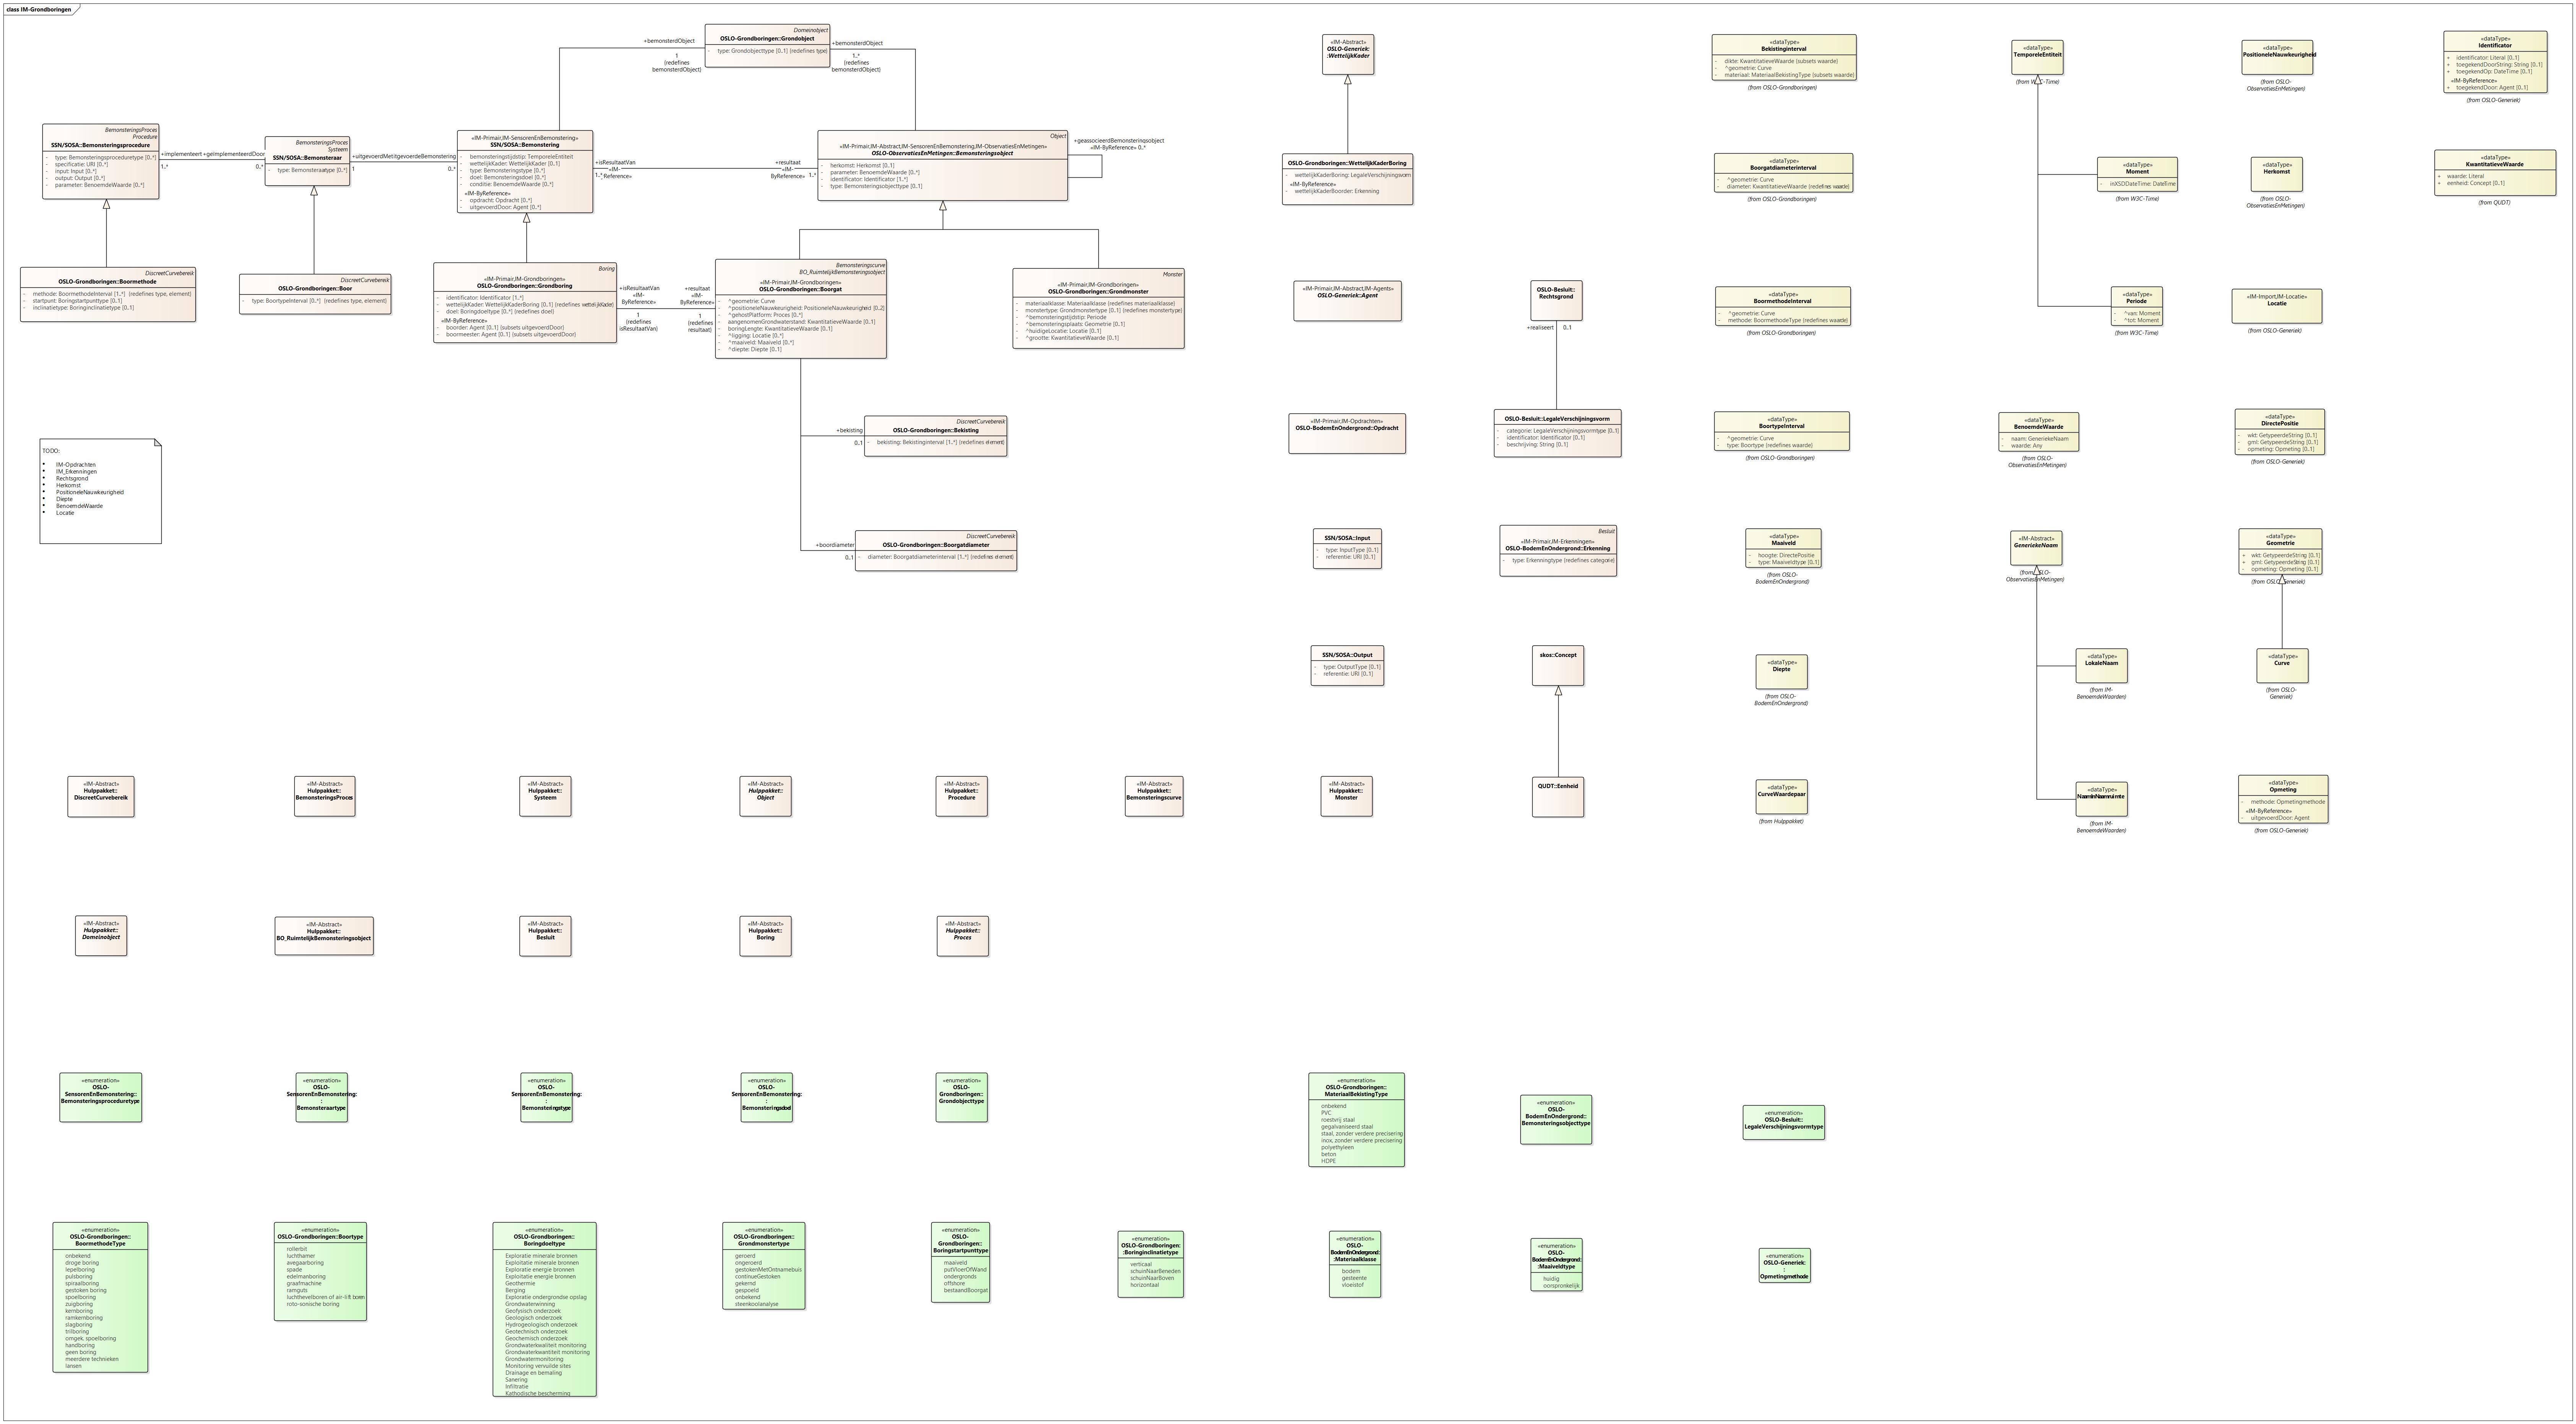 class IM-Grondboringen
Domeinobject
OSLO-Grondboringen::Grondobject
- type: Grondobjecttype [0..1] {redefines type}
+bemonsterdObject
1
{redefines
bemonsterdObject}
+bemonsterdObject
1..*
{redefines
bemonsterdObject}
BemonsteringsProces
Procedure
SSN/SOSA::Bemonsteringsprocedure
- type: Bemonsteringsproceduretype [0..*]
- specificatie: URI [0..*]
- input: Input [0..*]
- output: Output [0..*]
- parameter: BenoemdeWaarde [0..*]
+implementeert +geïmplementeerdDoor
1..*
0..*
BemonsteringsProces
Systeem
SSN/SOSA::Bemonsteraar
- type: Bemonsteraartype [0..*]
1
0..*
«IM-Primair,IM-SensorenEnBemonstering»
SSN/SOSA::Bemonstering
- bemonsteringstijdstip: TemporeleEntiteit
- wettelijkKader: WettelijkKader [0..1]
- type: Bemonsteringstype [0..*]
- doel: Bemonsteringsdoel [0..*]
- conditie: BenoemdeWaarde [0..*]
«IM-ByReference»
- opdracht: Opdracht [0..*]
- uitgevoerdDoor: Agent [0..*]
+isResultaatVan
«IM-
1..*
Reference»
+resultaat
«IM-
ByReference»
1..*
Object
«IM-Primair,IM-Abstract,IM-SensorenEnBemonstering,IM-ObservatiesEnMetingen»
OSLO-ObservatiesEnMetingen::Bemonsteringsobject
- herkomst: Herkomst [0..1]
- parameter: BenoemdeWaarde [0..*]
- identificator: Identificator [1..*]
- type: Bemonsteringsobjecttype [0..1]
+geassocieerdBemonsteringsobject
«IM-ByReference» 0..*
DiscreetCurvebereik
OSLO-Grondboringen::Boormethode
- methode: BoormethodeInterval [1..*] {redefines type, element}
- startpunt: Boringstartpunttype [0..1]
- inclinatietype: Boringinclinatietype [0..1]
DiscreetCurvebereik
OSLO-Grondboringen::Boor
- type: BoortypeInterval [0..*] {redefines type, element}
Boring
«IM-Primair,IM-Grondboringen»
OSLO-Grondboringen::Grondboring
- identificator: Identificator [1..*]
- wettelijkKader: WettelijkKaderBoring [0..1] {redefines wettelijkKader}
- doel: Boringdoeltype [0..*] {redefines doel}
«IM-ByReference»
- boorder: Agent [0..1] {subsets uitgevoerdDoor}
- boormeester: Agent [0..1] {subsets uitgevoerdDoor}
+isResultaatVan
«IM-
ByReference»
1
{redefines
isResultaatVan}
+resultaat
«IM-
ByReference»
1
{redefines
resultaat}
Bemonsteringscurve
BO_RuimtelijkBemonsteringsobject
«IM-Primair,IM-Grondboringen»
OSLO-Grondboringen::Borgat
- ^geometrie: Curve
- ^positioneleNauwkeurigheid: PositioneleNauwkeurigheid [0..2]
- ^gehostPlatform: Proces [0..*]
- aangenomenGrondwaterstand: KwantitatieveWaarde [0..1]
- boringLengte: KwantitatieveWaarde [0..1]
- ^ligging: Locatie [0..*]
- ^maaiveld: Maaiveld [0..*]
- ^diepte: Diepte [0..1]
Monster
«IM-Primair,IM-Grondboringen»
OSLO-Grondboringen::Grondmonster
- materiaalklasse: Materiaalklasse {redefines materiaalklasse}
- monstertype: Grondmonstertype [0..1] {redefines monstertype}
- ^bemonsteringstijdstip: Periode
- ^bemonsteringsplaats: Geometrie [0..1]
- ^huidigeLocatie: Locatie [0..1]
- ^grootte: KwantitatieveWaarde [0..1]
+bekisting
0..1
DiscreetCurvebereik
OSLO-Grondboringen::Bekisting
- bekisting: BekistingInterval [1..*] {redefines element}
+boordiameter
0..1
DiscreetCurvebereik
OSLO-Grondboringen::Boorgatdiameter
- diameter: Boorgatdiameterinterval [1..*] {redefines element}
TODO:
• IM-Opdrachten
• IM_Erkenningen
• Rechtsgrond
• Herkomst
• PositioneleNauwkeurigheid
• Diepte
• BenoemdeWaarde
• Locatie
«IM-Abstract»
OSLO-Generiek:
:WettelijkKader
OSLO-Grondboringen::WettelijkKaderBoring
- wettelijkKaderBoring: LegaleVerschijningsvorm
«IM-ByReference»
- wettelijkKaderBoorder: Erkenning
«IM-Primair,IM-Abstract,IM-Agents»
OSLO-Generiek::Agent
OSLO-Besluit::
Rechtsgrond
+realiseert
0..1
«IM-Primair,IM-Opdrachten»
OSLO-BodemEnOndergrond::Opdracht
OSLO-Besluit::LegaleVerschijningsvorm
- categorie: LegaleVerschijningsvormtype [0..1]
- identificator: Identificator [0..1]
- beschrijving: String [0..1]
SSN/SOSA::Input
- type: InputType [0..1]
- referentie: URI [0..1]
Besluit
«IM-Primair,IM-Erkenningen»
OSLO-BodemEnOndergrond::Erkenning
- type: Erkenningtype {redefines categorie}
SSN/SOSA::Output
- type: OutputType [0..1]
- referentie: URI [0..1]
skos::Concept
QUDT::Eenheid
«dataType»
Bekistinginterval
- dikte: KwantitatieveWaarde {subsets waarde}
- ^geometrie: Curve
- materiaal: MateriaalBekistingType {subsets waarde}
(from OSLO-Grondboringen)
«dataType»
Boorgatdiameterinterval
- ^geometrie: Curve
- diameter: KwantitatieveWaarde {redefines waarde}
(from OSLO-Grondboringen)
«dataType»
BoormethodeInterval
- ^geometrie: Curve
- methode: BoormethodeType {redefines waarde}
(from OSLO-Grondboringen)
«dataType»
BoortypeInterval
- ^geometrie: Curve
- type: Boortype {redefines waarde}
(from OSLO-Grondboringen)
«dataType»
Maaiveld
- hoogte: DirectePositie
- type: Maaiveldtype [0..1]
(from OSLO-
BodemEnOndergrond)
«dataType»
Diepte
(from OSLO-
BodemEnOndergrond)
«dataType»
CurveWaardepaar
(from Hulppakket)
«dataType»
TemporeleEntiteit
«dataType»
Moment
- inXSDDateTime: DateTime
(from W3C-Time)
«dataType»
Periode
- ^van: Moment
- ^tot: Moment
(from W3C-Time)
«dataType»
BenoemdeWaarde
- naam: GeneriekeNaam
- waarde: Any
(from OSLO-
ObservatiesEnMetingen)
«IM-Abstract»
GeneriekeNaam
«dataType»
LokaleNaam
(from IM-
BenoemdeWaarden)
«dataType»
(from IM-
BenoemdeWaarden)
«dataType»
PositioneleNauwkeurigheid
(from OSLO-
ObservatiesEnMetingen)
«dataType»
Herkomst
(from OSLO-
ObservatiesEnMetingen)
«IM-Import,IM-Locatie»
Locatie
(from OSLO-Generiek)
«dataType»
DirectePositie
- wkt: GetypeerdeString [0..1]
- gml: GetypeerdeString [0..1]
- opmeting: Opmeting [0..1]
(from OSLO-Generiek)
«dataType»
Geometrie
+ wkt: GetypeerdeString [0..1]
+ gml: GetypeerdeString [0..1]
- opmeting: Opmeting [0..1]
«dataType»
Curve
(from OSLO-
Generiek)
«dataType»
Opmeting
- methode: Opmetingmethode
«IM-ByReference»
- uitgevoerdDoor: Agent
(from OSLO-Generiek)
«dataType»
Identificator
+ identificator: Literal [0..1]
+ toegekendDoorString: String [0..1]
+ toegekendOp: DateTime [0..1]
«IM-ByReference»
+ toegekendDoor: Agent [0..1]
(from OSLO-Generiek)
«dataType»
KwantitatieveWaarde
+ waarde: Literal
+ eenheid: Concept [0..1]
(from QUDT)
«IM-Abstract»
Hulppakket::
DiscreetCurvebereik
«IM-Abstract»
Hulppakket::
BemonsteringsProces
«IM-Abstract»
Hulppakket::
Systeem
«IM-Abstract»
Hulppakket::
Object
«IM-Abstract»
Hulppakket::
Procedure
«IM-Abstract»
Hulppakket::
Bemonsteringscurve
«IM-Abstract»
Hulppakket::
Monster
«IM-Abstract»
Hulppakket::
Domeinobject
«IM-Abstract»
Hulppakket::
BO_RuimtelijkBemonsteringsobject
«IM-Abstract»
Hulppakket::
Besluit
«IM-Abstract»
Hulppakket::
Boring
«IM-Abstract»
Hulppakket::
Proces
«enumeration»
OSLO-
SensorenEnBemonstering::
Bemonsteringsproceduretype
«enumeration»
OSLO-
SensorenEnBemonstering:
:
Bemonsteraartype
«enumeration»
OSLO-
SensorenEnBemonstering:
:
Bemonsteringstype
«enumeration»
OSLO-
SensorenEnBemonstering:
:
Bemonsteringsdoel
«enumeration»
OSLO-
Grondboringen::
Grondobjecttype
«enumeration»
OSLO-Grondboringen::
MateriaalBekistingType
onbekend
PVC
roestvrij staal
gegalvaniseerd staal
staal, zonder verdere precisering
inox, zonder verdere precisering
polyethyleen
beton
HDPE
«enumeration»
OSLO-
BodemEnOndergrond::
Bemonsteringsobjecttype
«enumeration»
OSLO-Besluit::
LegaleVerschijningsvormtype
«enumeration»
OSLO-Grondboringen::
BoormethodeType
onbekend
droge boring
lepelboring
pulsboring
spiraalboring
gestoken boring
spoelboring
zuigboring
kernboring
ramkernboring
slagboring
trilboring
omgek. spoelboring
handboring
geen boring
meerdere technieken
lansen
«enumeration»
OSLO-Grondboringen::Boortype
rollerbit
luchthamer
avegaarboring
spade
edelmanboring
graafmachine
ramguts
luchthevelboren of air-lift boren
roto-sonische boring
«enumeration»
OSLO-Grondboringen::
Boringdoeltype
Exploratie minerale bronnen
Exploitatie minerale bronnen
Exploratie energie bronnen
Exploitatie energie bronnen
Geothermie
Berging
Exploratie ondergrondse opslag
Grondwaterwinning
Geofysisch onderzoek
Geologisch onderzoek
Hydrogeologisch onderzoek
Geotechnisch onderzoek
Geochemisch onderzoek
Grondwaterkwaliteit monitoring
Grondwaterkwantiteit monitoring
Grondwatermonitoring
Monitoring vervuilde sites
Drainage en bemaling
Sanering
Infiltratie
Kathodische bescherming
«enumeration»
OSLO-Grondboringen::
Grondmonstertype
geroerd
ongeroerd
gestokenMetOntnamebuis
continueGestoken
gekernd
gespoeld
onbekend
steenkoolanalyse
«enumeration»
OSLO-
Grondboringen::
Boringstartpunttype
maaiveld
putVloerOfWand
ondergronds
offshore
bestaandBoorgat
«enumeration»
OSLO-Grondboringen:
:Boringinclinatietype
verticaal
schuinNaarBeneden
schuinNaarBoven
horizontaal
«enumeration»
OSLO-
BodemEnOndergrond:
:Materiaalklasse
bodem
gesteente
vloeistof
«enumeration»
OSLO-
BodemEnOndergrond:
:Maaiveldtype
huidig
oorspronkelijk
«enumeration»
OSLO-Generiek:
:
Opmetingmethode